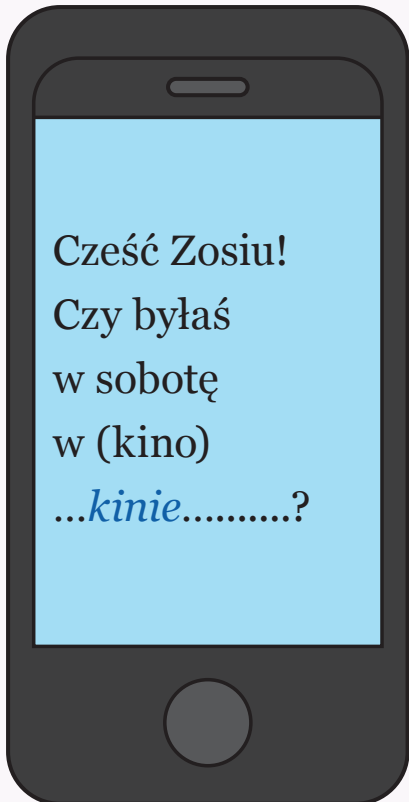 Cześć Zosiu!
Czy byłaś
w sobotę
w (kino)
...kinie..........?